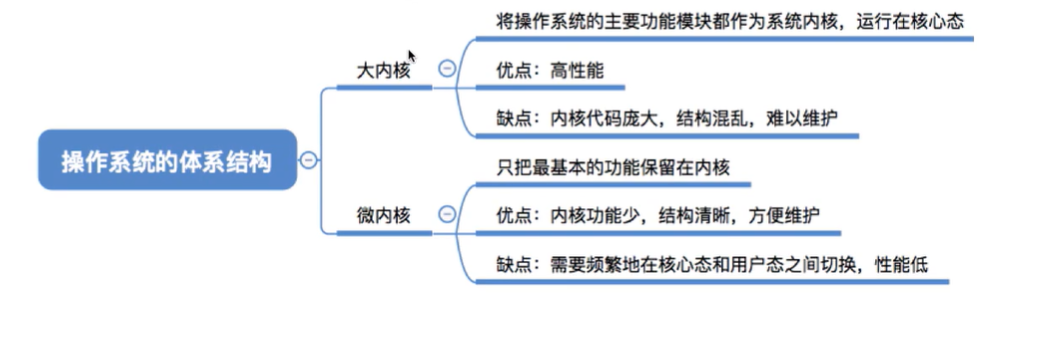 操作系统的体系结构
大内核
将操作系统的主要功能模块都作为系统内核，运行在核心态
优点：高性能
缺点：内核代码庞大，结构混乱，难以维护
微内核
只把最基本的功能保留在内核
优点：内核功能少，结构清晰，方便维护
缺点：需要频繁地在核心态和用户态之间切换，性能低